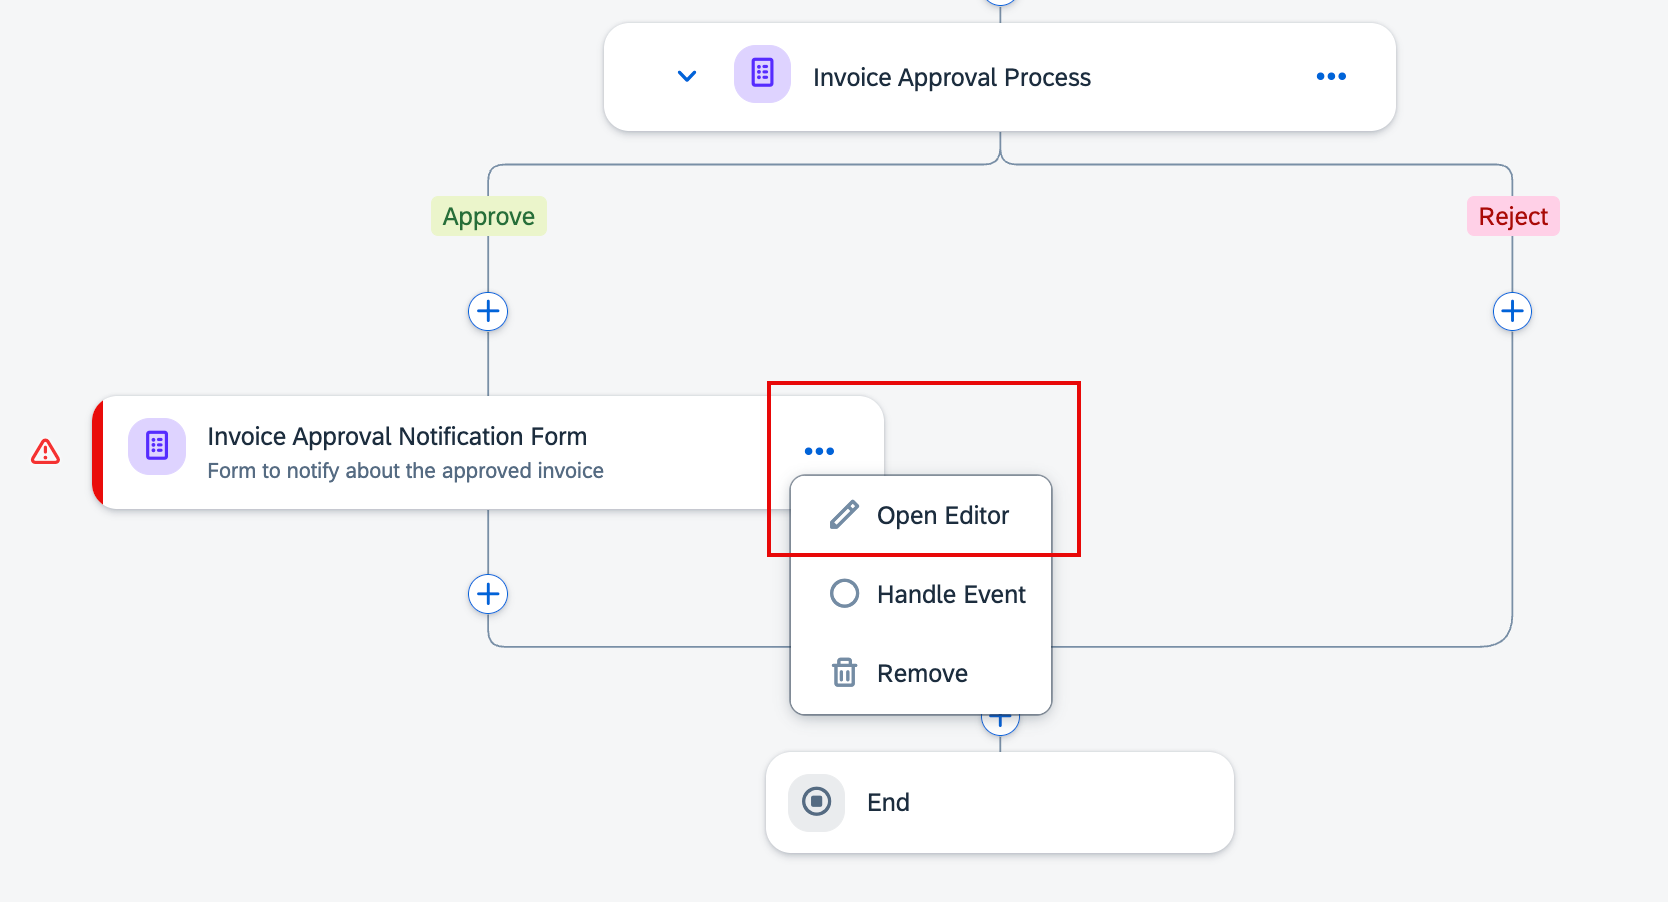 Invoice Approval Process
Approve
Reject
Invoice Approval Notification Form
Form to notify about the approved invoice
Open Editor
Handle Event
Remove
End